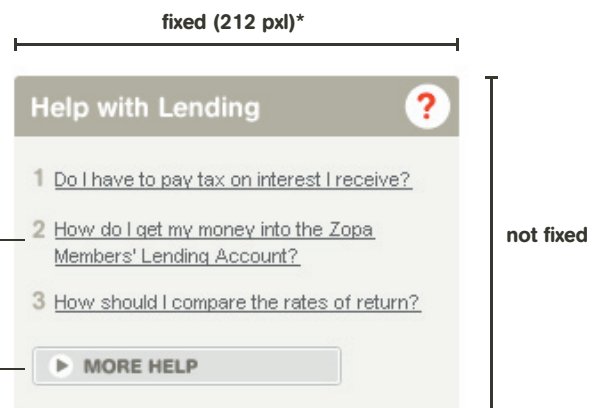 fixed (212 pxl)*
Help with Lending
?
1 Do I have to pay tax on interest I receive?
2 How do I get my money into the Zopa
Members' Lending Account?
not fixed
3 How should I compare the rates of return?
MORE HELP